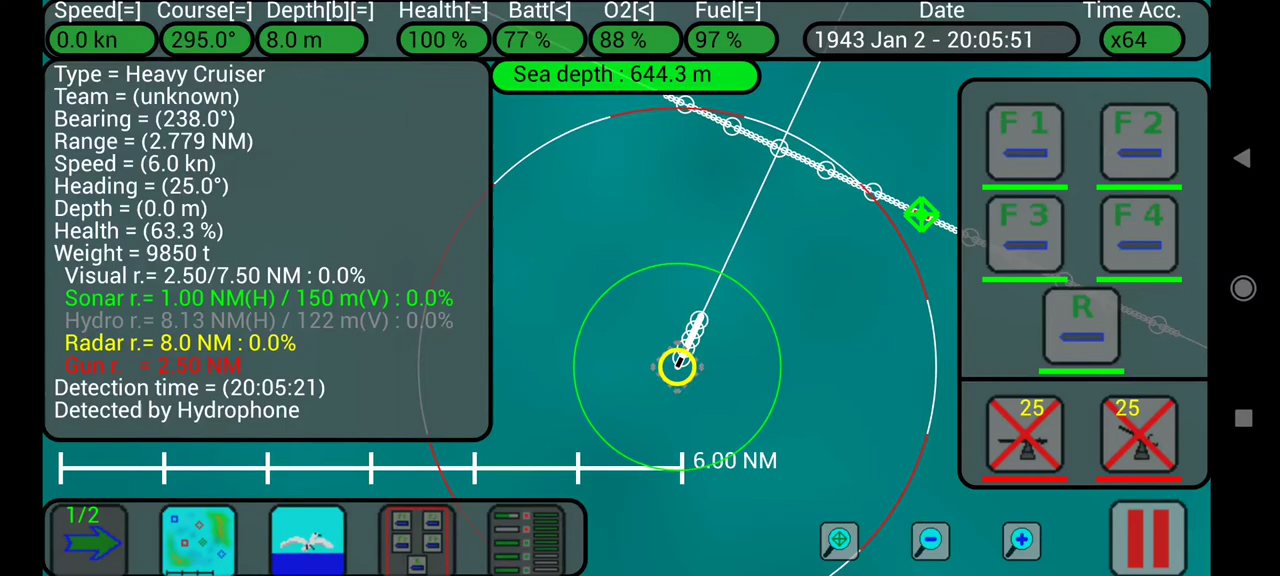 Speed[=] Course[=] Depth[b][=] Health[=] Batt[<] O2[<] Fuel[=] Date Time Acc.
0.0 kn 295.0° 8.0 m 100 % 77 % 88 % 97 % 1943 Jan 2 - 20:05:51 x64
Sea depth : 644.3 m
Type = Heavy Cruiser
Team = (unknown)
Bearing = (238.0°)
Range = (2.779 NM)
Speed = (6.0 kn)
Heading = (25.0°)
Depth = (0.0 m)
Health = (63.3 %)
Weight = 9850 t
Visual r.= 2.50/7.50 NM : 0.0%
Sonar r.= 1.00 NM(H) / 150 m(V) : 0.0%
Hydro r.= 8.13 NM(H) / 122 m(V) : 0.0%
Radar r.= 8.0 NM : 0.0%
Gun r. = 2.50 NM
Detection time = (20:05:21)
Detected by Hydrophone
6.00 NM
F 1 F 2
F 3 F 4
R
25 25
1/2